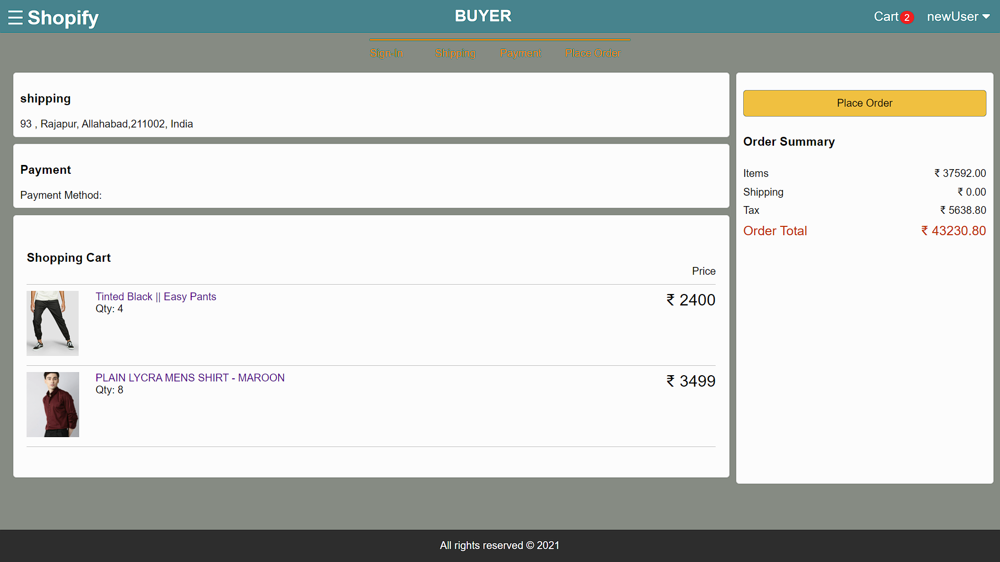 Shopify
BUYER
Cart 2
newUser
Sign-In Shipping Payment Place Order
shipping
93 , Rajapur, Allahabad,211002, India
Payment
Payment Method:
Shopping Cart
Price
Tinted Black || Easy Pants
Qty: 4
₹ 2400
PLAIN LYCRA MENS SHIRT - MAROON
Qty: 8
₹ 3499
Place Order
Order Summary
Items ₹ 37592.00
Shipping ₹ 0.00
Tax ₹ 5638.80
Order Total ₹ 43230.80
All rights reserved © 2021